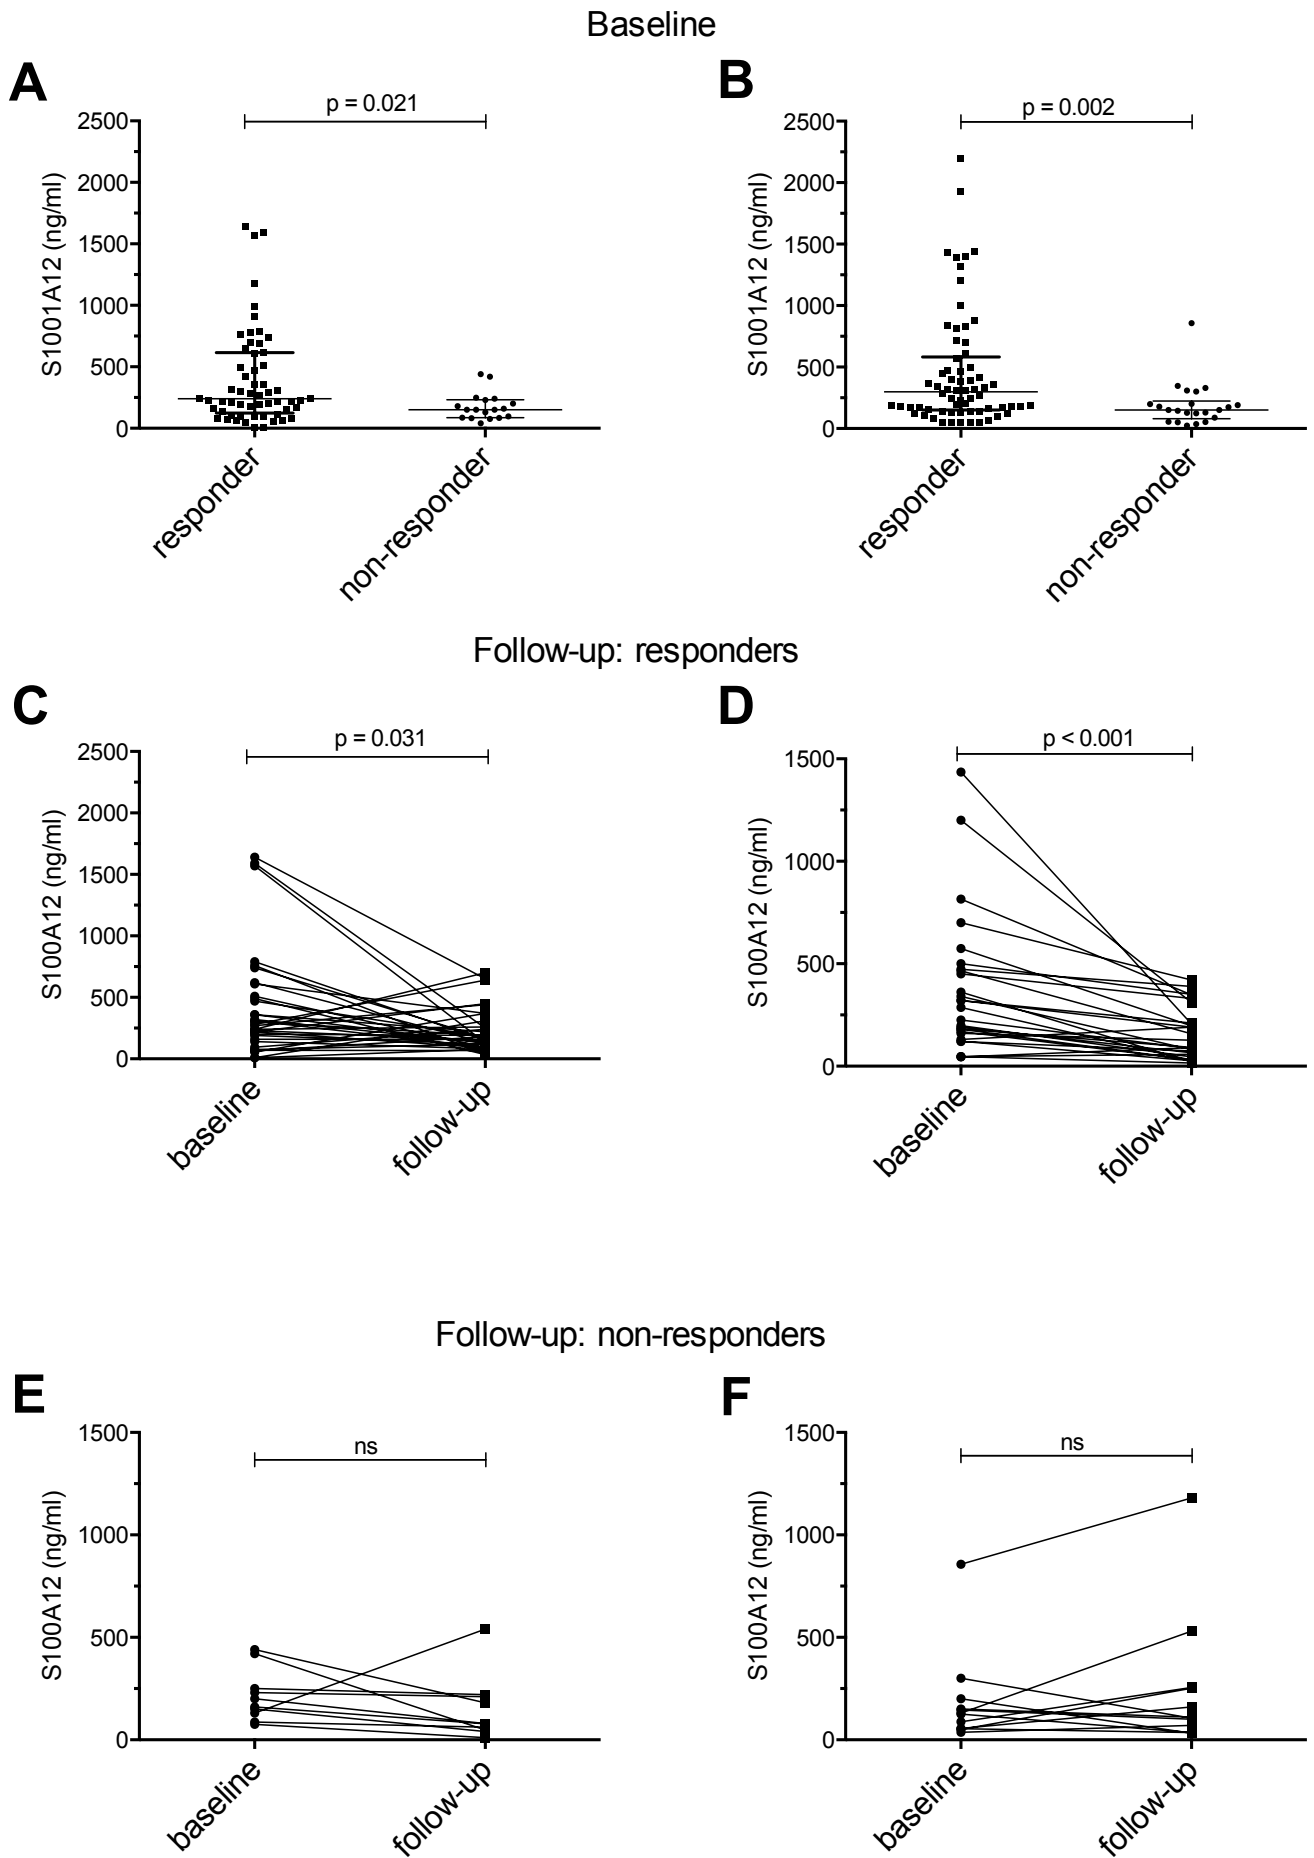 Baseline
A
B
p = 0.021
p = 0.002
S1001A12 (ng/ml)
2500
2000
1500
1000
500
0
responder
non-responder
S1001A12 (ng/ml)
2500
2000
1500
1000
500
0
responder
non-responder
Follow-up: responders
C
D
p = 0.031
p < 0.001
S100A12 (ng/ml)
2500
2000
1500
1000
500
0
baseline
follow-up
S100A12 (ng/ml)
1500
1000
500
0
baseline
follow-up
Follow-up: non-responders
E
F
ns
ns
S100A12 (ng/ml)
1500
1000
500
0
baseline
follow-up
S100A12 (ng/ml)
1500
1000
500
0
baseline
follow-up